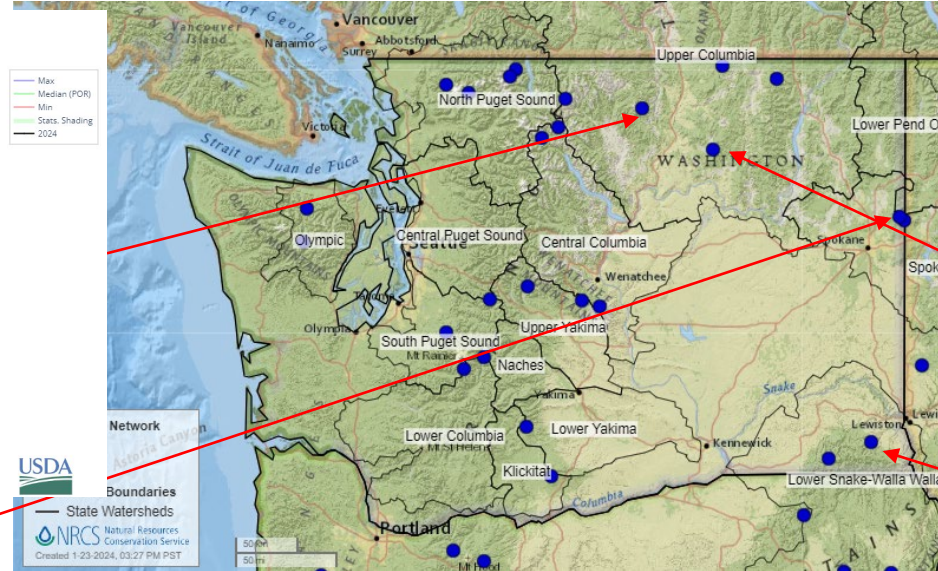 Max
Median (POR)
Min
Stats. Shading
2024
Vancouver
Vancouver
Island
Nanaimo
Abbotsford
Surrey
of Georgia
Victoria
Strait of Juan de Fuca
Upper Columbia
North Puget Sound
Lower Pend O
WASHINGTON
Everett
Olympic
MOUNTAINS
Central Puget Sound
Seattle
Central Columbia
Spokane
Spok
Wenatchee
Tacoma
Olympia
South Puget Sound
Upper Yakima
Mt Rainier
Naches
Yakima
Snake
Lewi
Lewiston
Lower Columbia
Mt St Helens
Lower Yakima
Kennewick
Klickitat
Lower Snake-Walla Walla
Columbia
Portland
Mt Hood
Astoria Canyon
Network
USDA
Boundaries
State Watersheds
NRCS Natural Resources
Conservation Service
Created 1-23-2024, 03:27 PM PST
50 km
50 mi